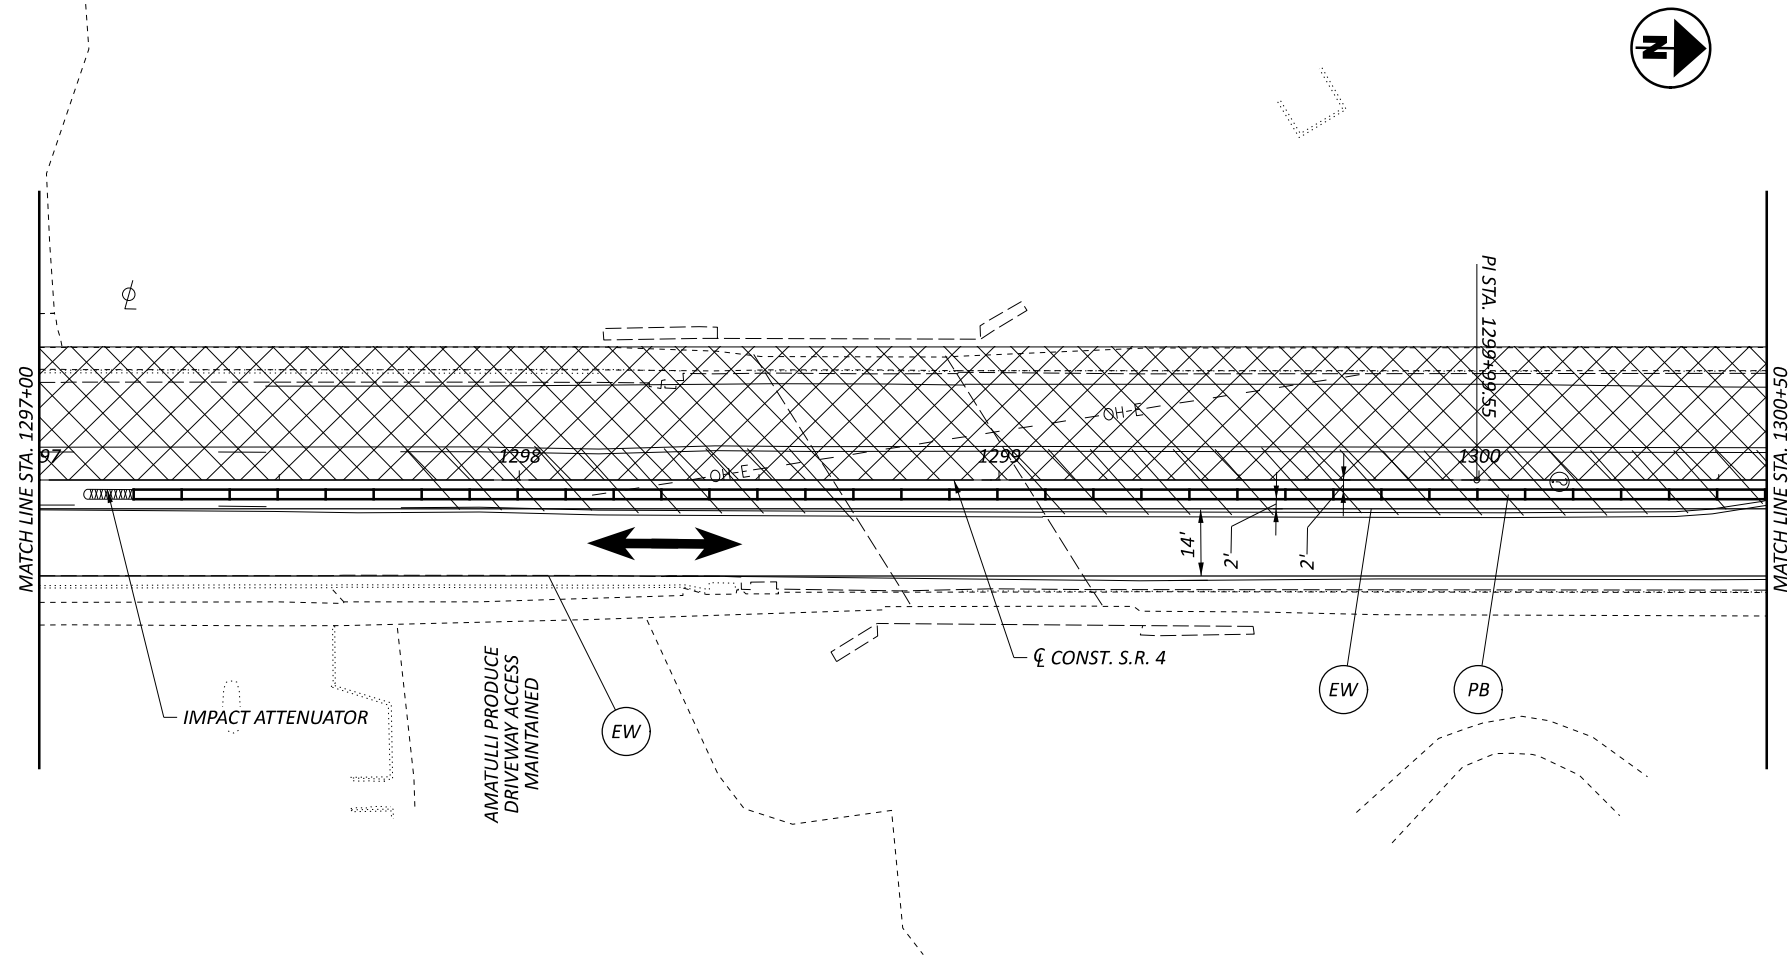 N
PI STA. 1299+99.55
MATCH LINE STA. 1297+00
MATCH LINE STA. 1300+50
OH-E
97
1298
1299
1300
OH-E
14'
2'
2'
℄ CONST. S.R. 4
EW
PB
IMPACT ATTENUATOR
EW
AMATULLI PRODUCE
DRIVEWAY ACCESS
MAINTAINED